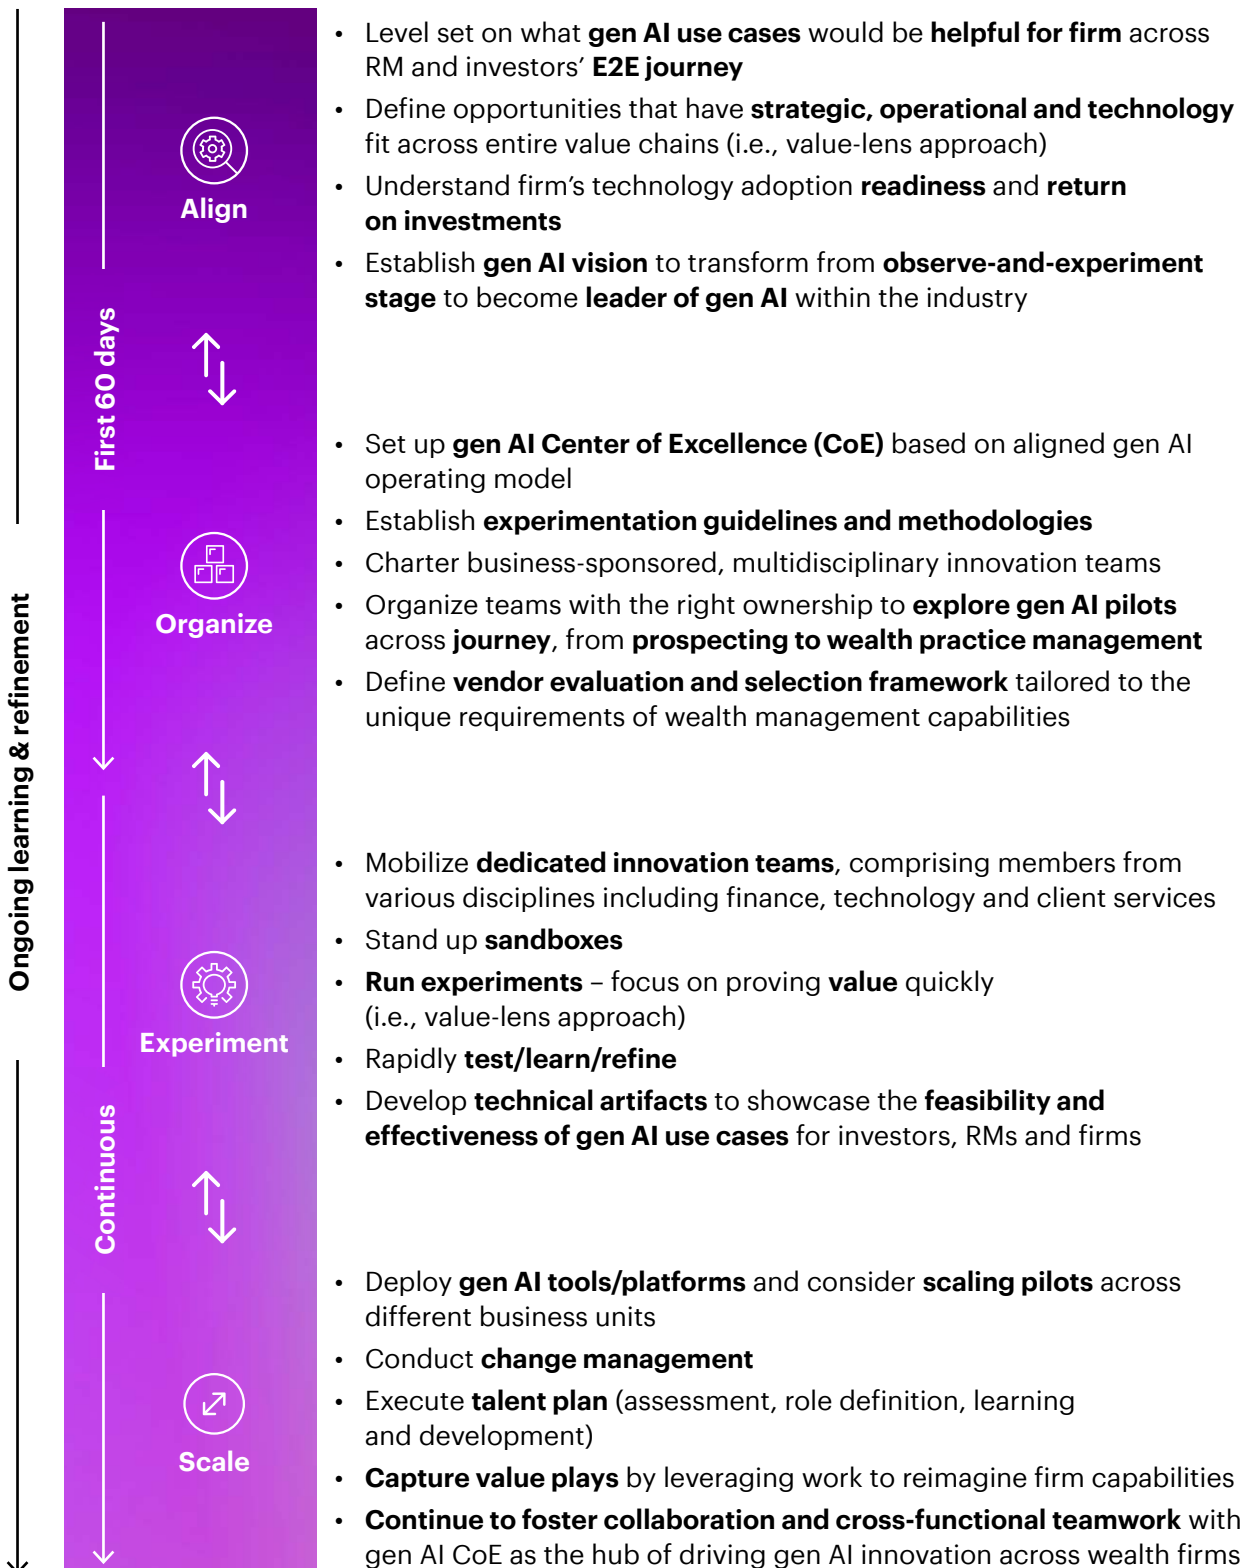 Ongoing learning & refinement
First 60 days
Align
• Level set on what gen AI use cases would be helpful for firm across
RM and investors’ E2E journey
• Define opportunities that have strategic, operational and technology
fit across entire value chains (i.e., value-lens approach)
• Understand firm’s technology adoption readiness and return
on investments
• Establish gen AI vision to transform from observe-and-experiment
stage to become leader of gen AI within the industry
Organize
• Set up gen AI Center of Excellence (CoE) based on aligned gen AI
operating model
• Establish experimentation guidelines and methodologies
• Charter business-sponsored, multidisciplinary innovation teams
• Organize teams with the right ownership to explore gen AI pilots
across journey, from prospecting to wealth practice management
• Define vendor evaluation and selection framework tailored to the
unique requirements of wealth management capabilities
Continuous
Experiment
• Mobilize dedicated innovation teams, comprising members from
various disciplines including finance, technology and client services
• Stand up sandboxes
• Run experiments – focus on proving value quickly
(i.e., value-lens approach)
• Rapidly test/learn/refine
• Develop technical artifacts to showcase the feasibility and
effectiveness of gen AI use cases for investors, RMs and firms
Scale
• Deploy gen AI tools/platforms and consider scaling pilots across
different business units
• Conduct change management
• Execute talent plan (assessment, role definition, learning
and development)
• Capture value plays by leveraging work to reimagine firm capabilities
• Continue to foster collaboration and cross-functional teamwork with
gen AI CoE as the hub of driving gen AI innovation across wealth firms